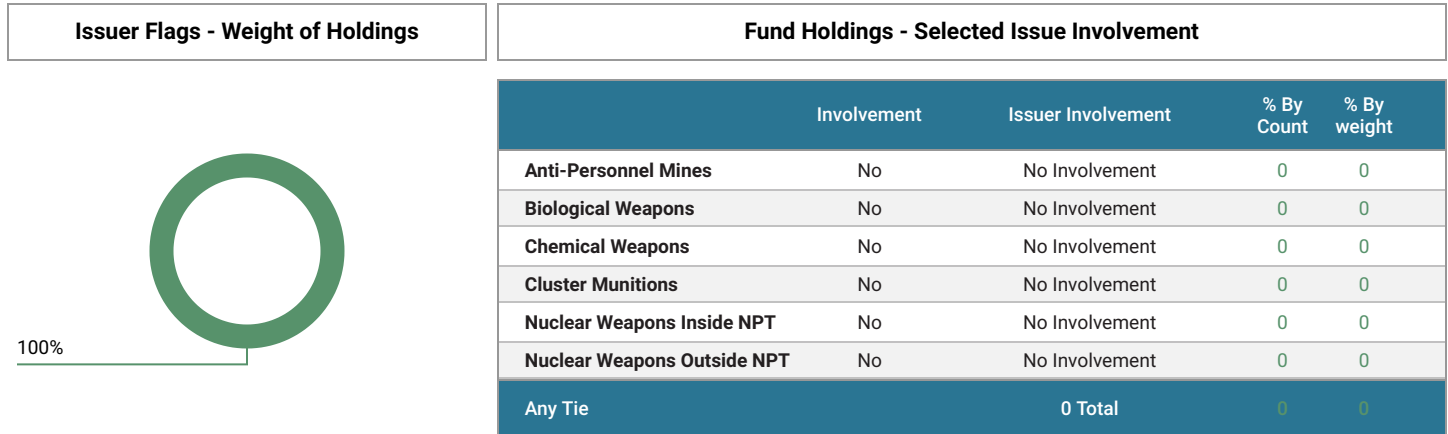 Issuer Flags - Weight of Holdings
100%
Fund Holdings - Selected Issue Involvement
Involvement Issuer Involvement % By Count % By weight
Anti-Personnel Mines No No Involvement 0 0
Biological Weapons No No Involvement 0 0
Chemical Weapons No No Involvement 0 0
Cluster Munitions No No Involvement 0 0
Nuclear Weapons Inside NPT No No Involvement 0 0
Nuclear Weapons Outside NPT No No Involvement 0 0
Any Tie 0 Total 0 0